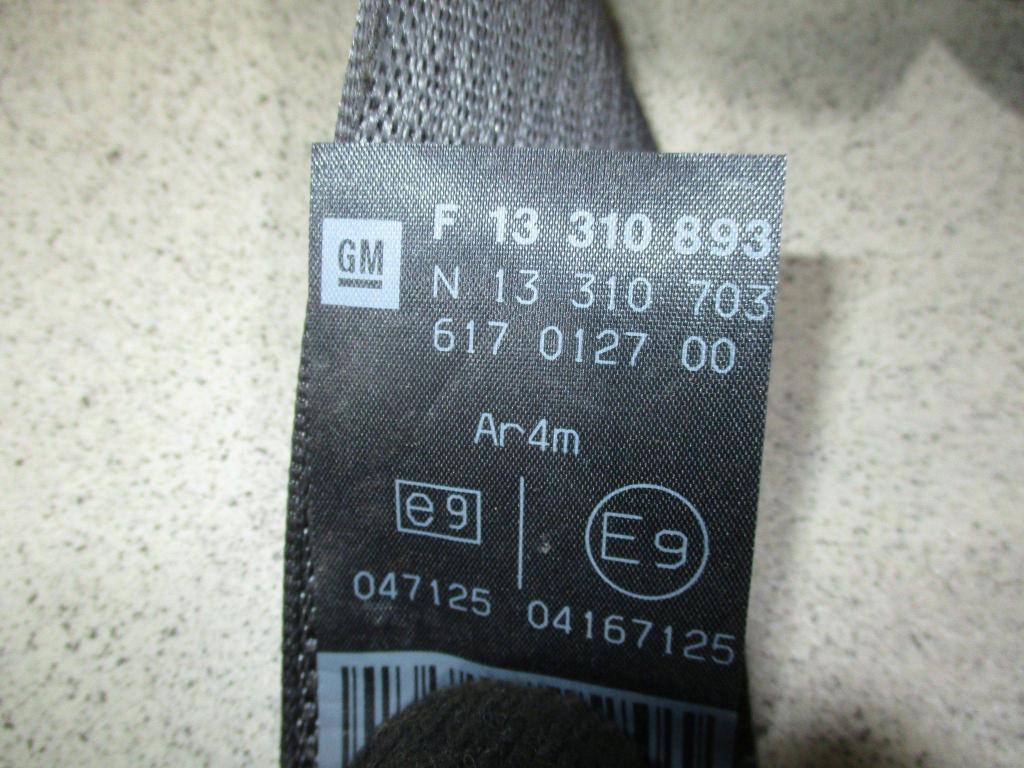 GM
F 13 310 893
N 13 310 703
617 0127 00
Ar4m
e9 E9
047125 04167125